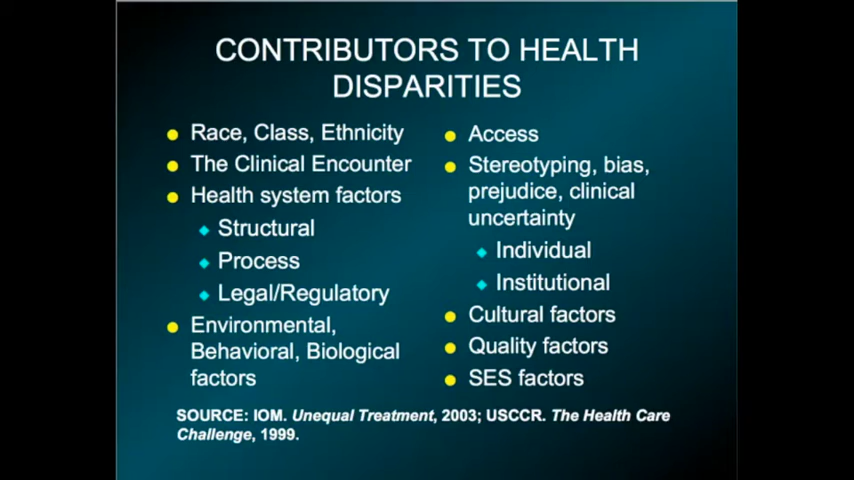 CONTRIBUTORS TO HEALTH
DISPARITIES
Race, Class, Ethnicity
The Clinical Encounter
Health system factors
Structural
Process
Legal/Regulatory
Environmental,
Behavioral, Biological
factors
Access
Stereotyping, bias,
prejudice, clinical
uncertainty
Individual
Institutional
Cultural factors
Quality factors
SES factors
SOURCE: IOM. Unequal Treatment, 2003; USCCR. The Health Care
Challenge, 1999.